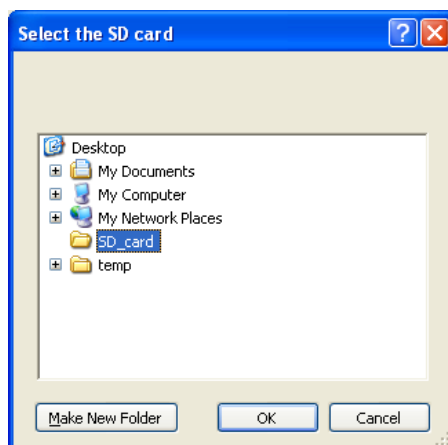 Select the SD card
Desktop
My Documents
My Computer
My Network Places
SD_card
temp
Make New Folder OK Cancel